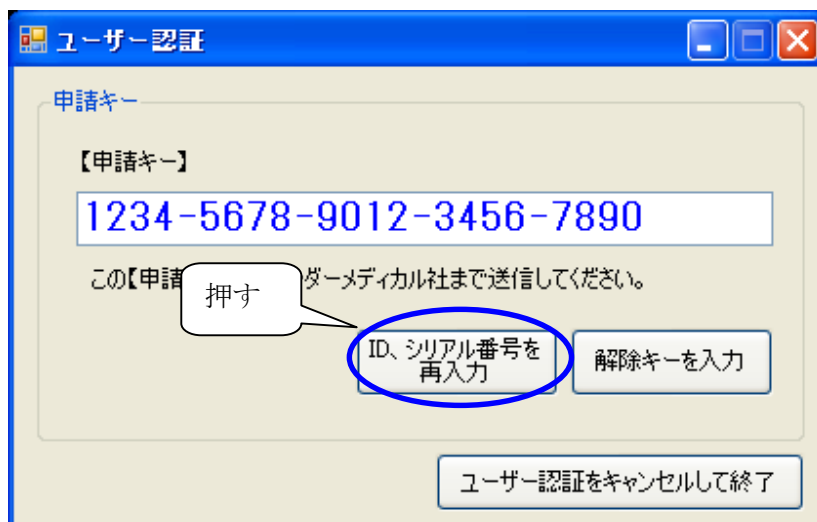 ユーザー認証
申請キー
【申請キー】
1234-5678-9012-3456-7890
この【申請
ダーメディカル社まで送信してください。
押す
ID、シリアル番号を
再入力
解除キーを入力
ユーザー認証をキャンセルして終了